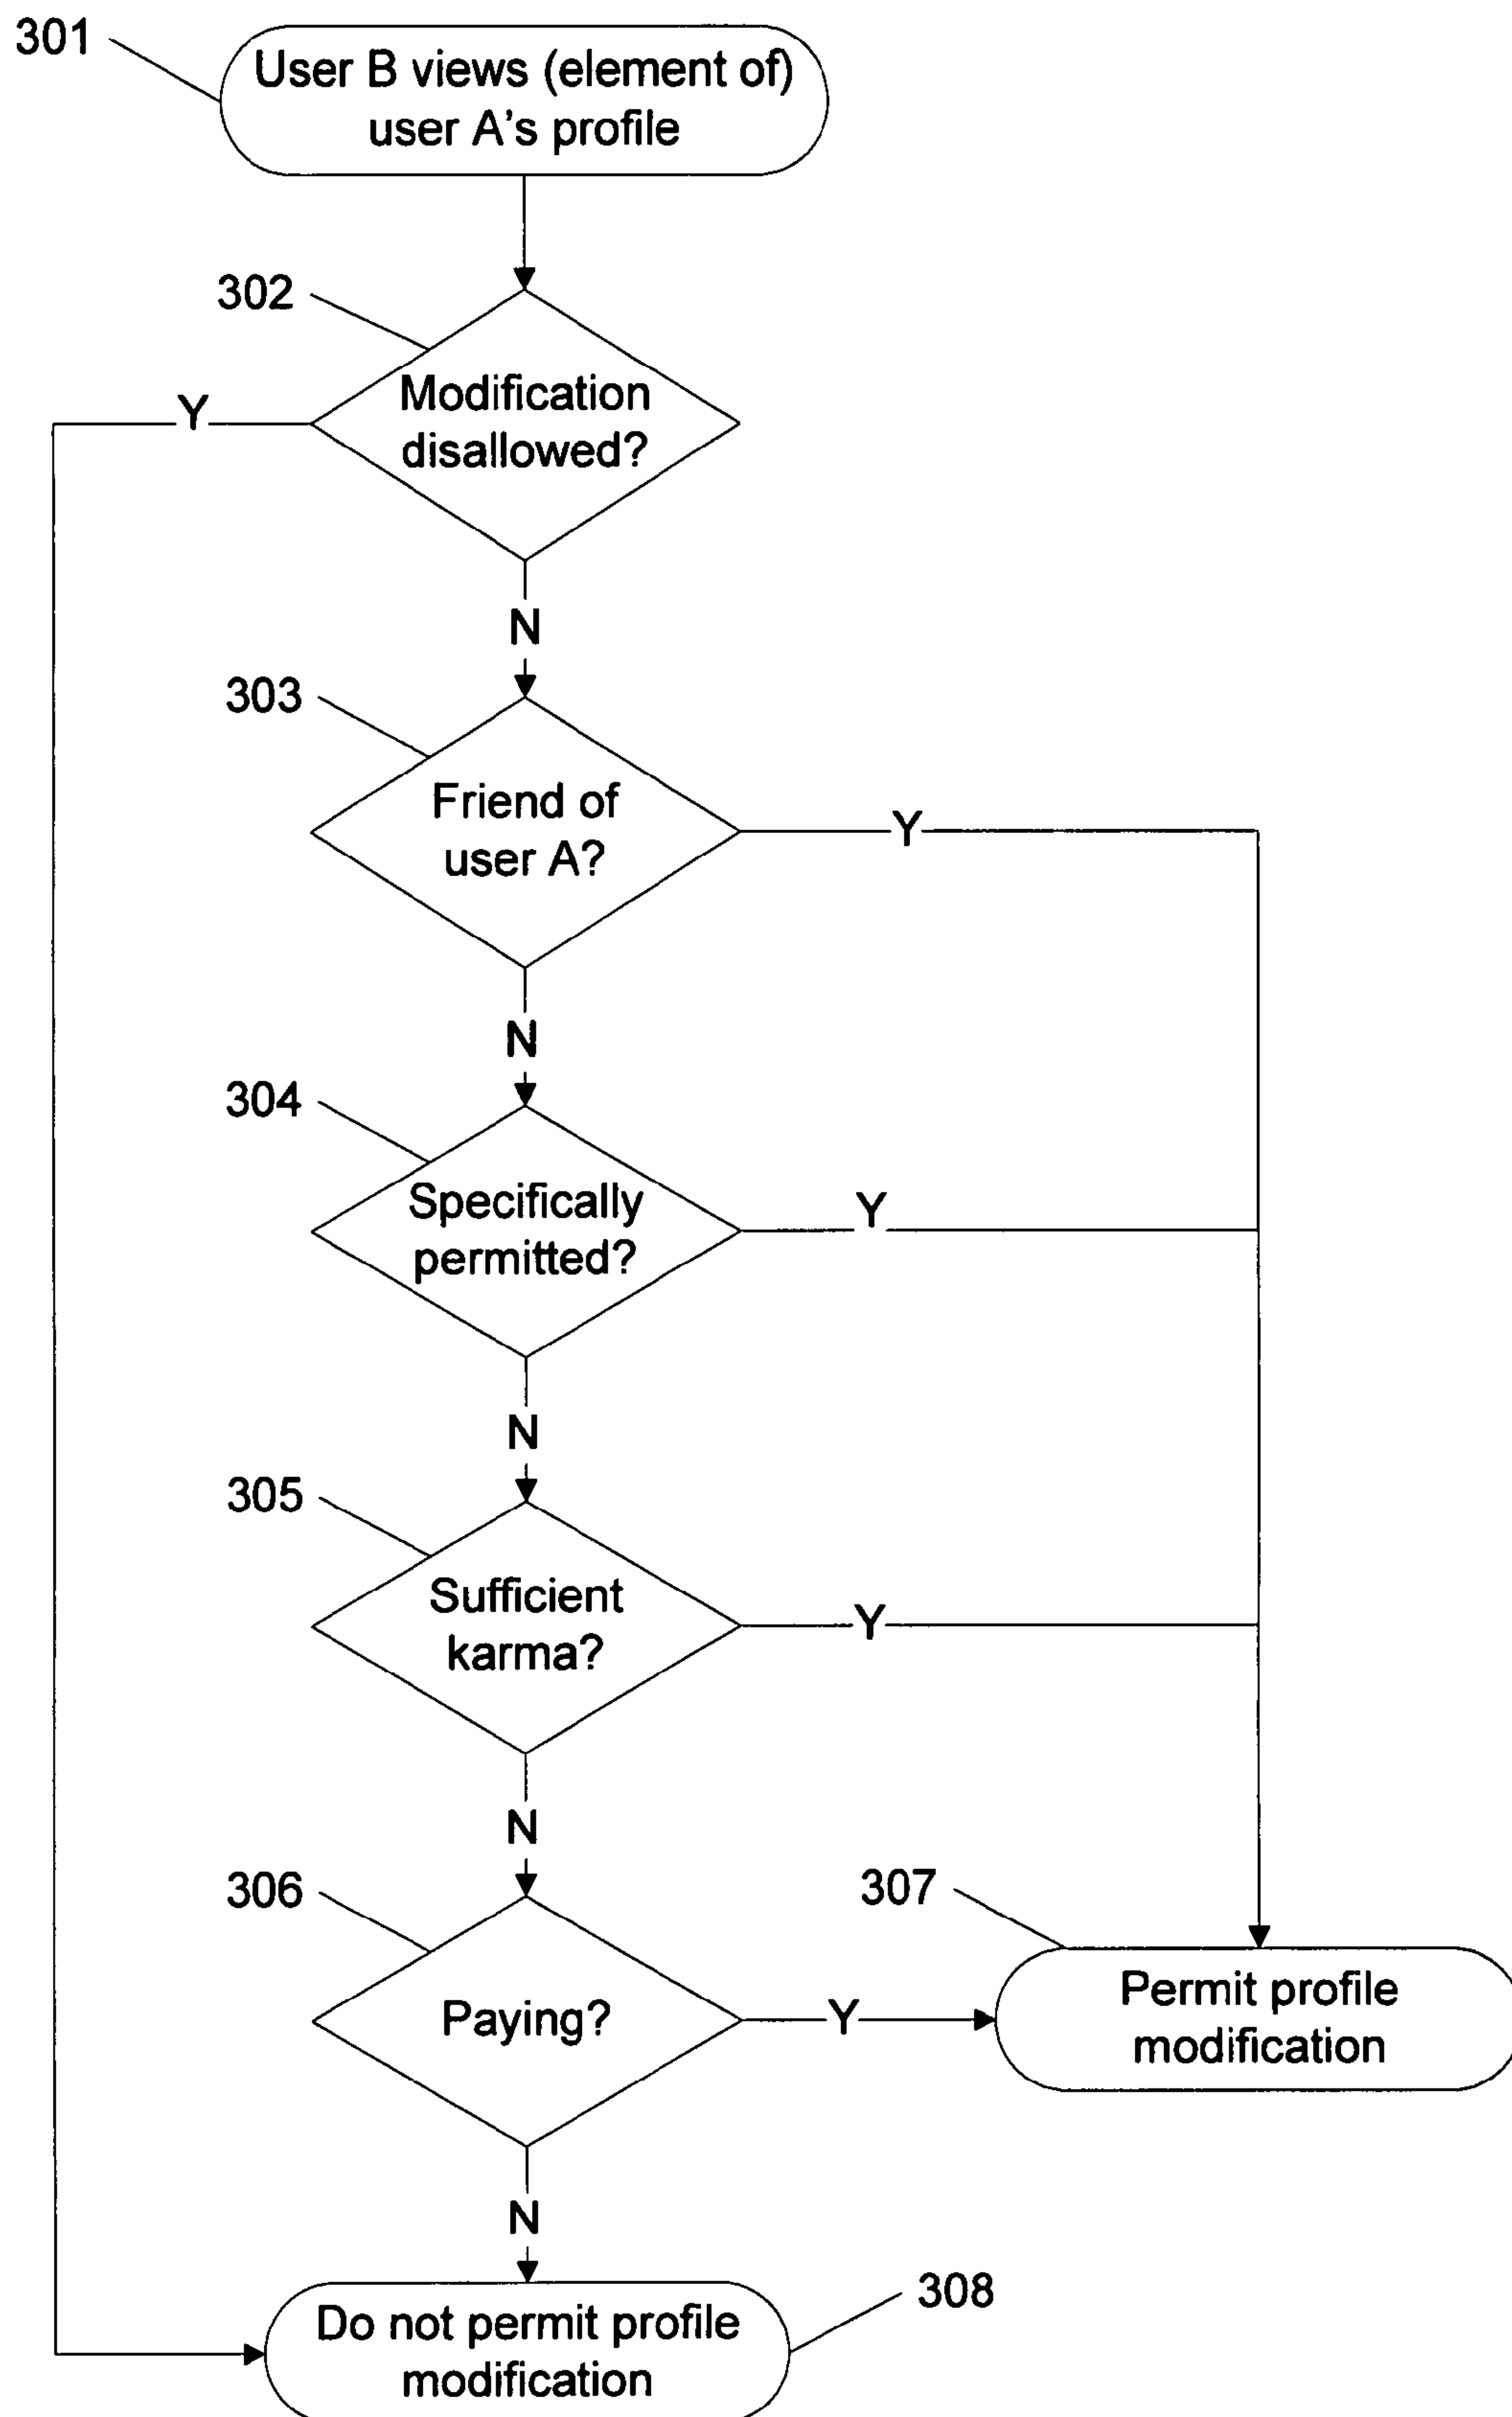 301
User B views (element of)
user A's profile
302
Modification
disallowed?
Y
N
303
Friend of
user A?
Y
N
304
Specifically
permitted?
Y
N
305
Sufficient
karma?
Y
N
306
Paying?
Y
307
Permit profile
modification
N
308
Do not permit profile
modification